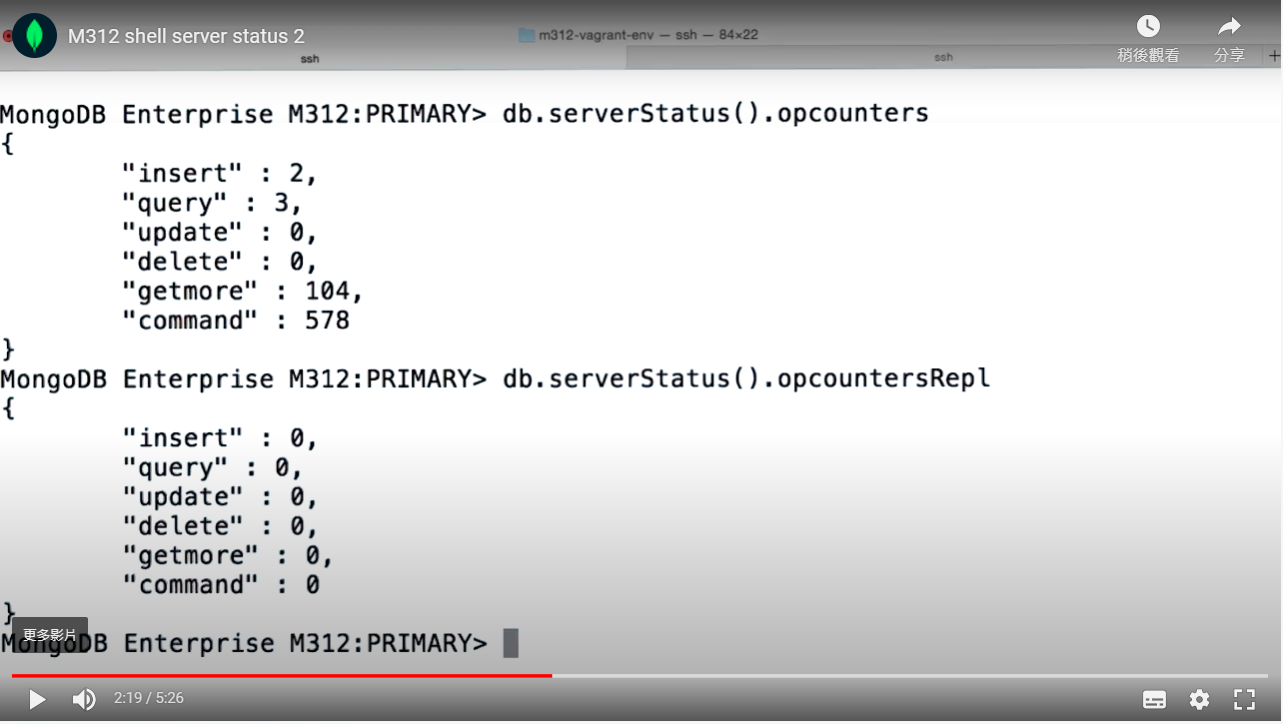 M312 shell server status 2
m312-vagrant-env — ssh — 84×22
稍後觀看
分享
ssh
ssh
+
MongoDB Enterprise M312:PRIMARY> db.serverStatus().opcounters
{
"insert" : 2,
"query" : 3,
"update" : 0,
"delete" : 0,
"getmore" : 104,
"command" : 578
}
MongoDB Enterprise M312:PRIMARY> db.serverStatus().opcountersRepl
{
"insert" : 0,
"query" : 0,
"update" : 0,
"delete" : 0,
"getmore" : 0,
"command" : 0
}
更多影片
MongoDB Enterprise M312:PRIMARY>
2:19 / 5:26